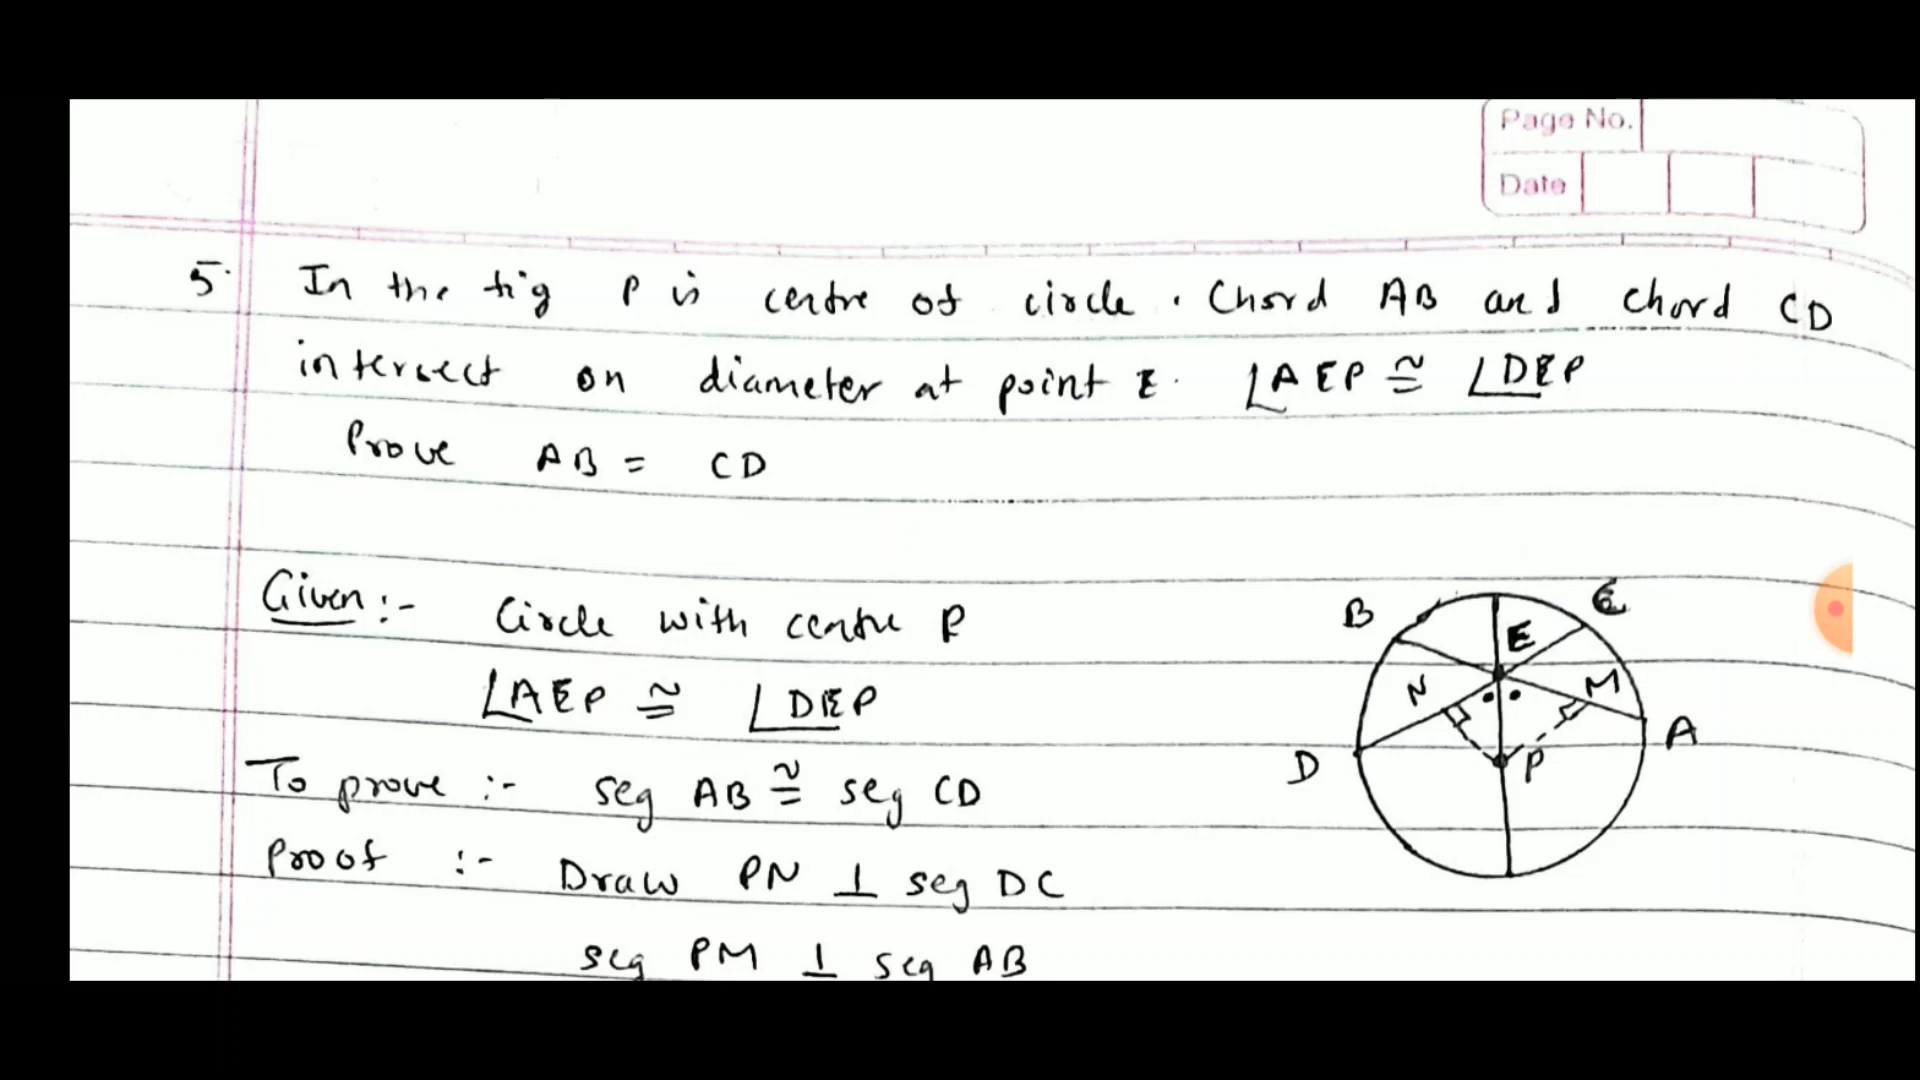 Page No.
Date
5. In the fig P is centre of circle. Chord AB and chord CD
intersect on diameter at point E. ∠AEP ≅ ∠DEP
Prove AB = CD
Given :- Circle with centre P
∠AEP ≅ ∠DEP
To prove :- seg AB ≅ seg CD
Proof :- Draw PN ⊥ seg DC
seg PM ⊥ seg AB
B
C
E
N
M
D
P
A